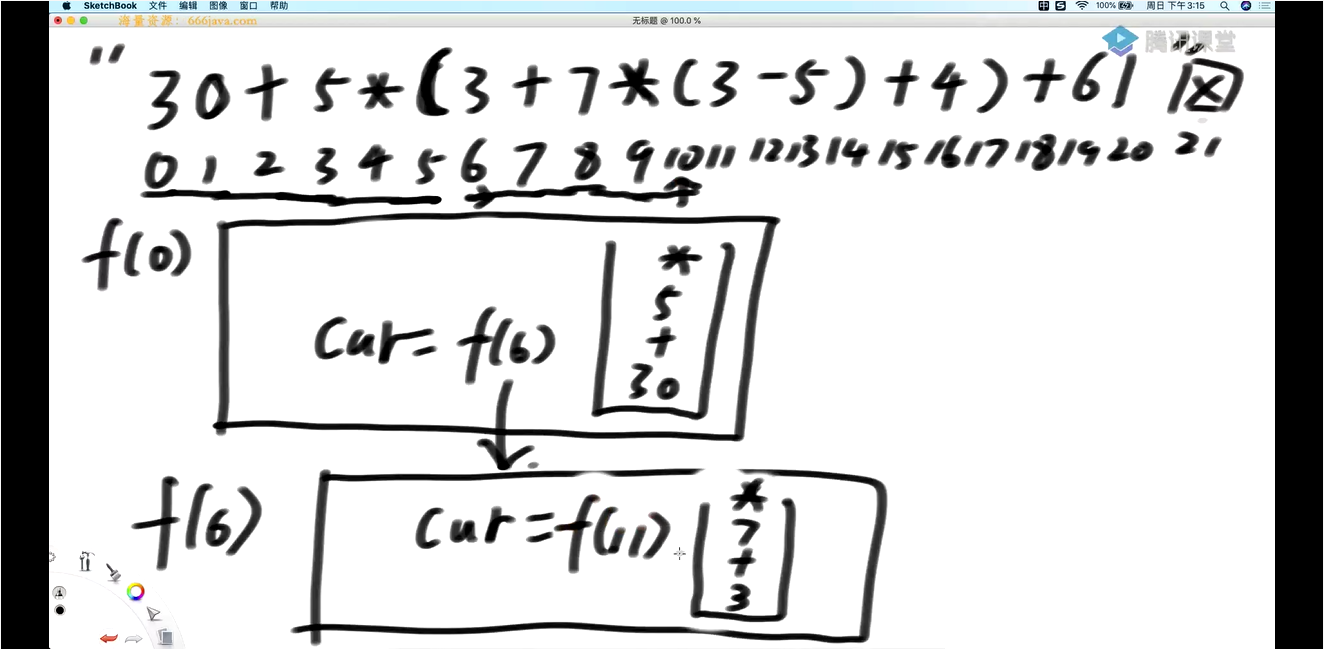 SketchBook 文件 编辑 图像 窗口 帮助 100% 周日下午3:15
海量资源：666java.com 无标题 @ 100.0 %
腾讯课堂
" 30+5*(3+7*(3-5)+4)+61
0 1 2 3 4 5 6 7 8 9 10 11 12 13 14 15 16 17 18 19 20 21
f(0)
*
5
cur= f(6) +
30
f(6) cur=f(11) *
7
+
3